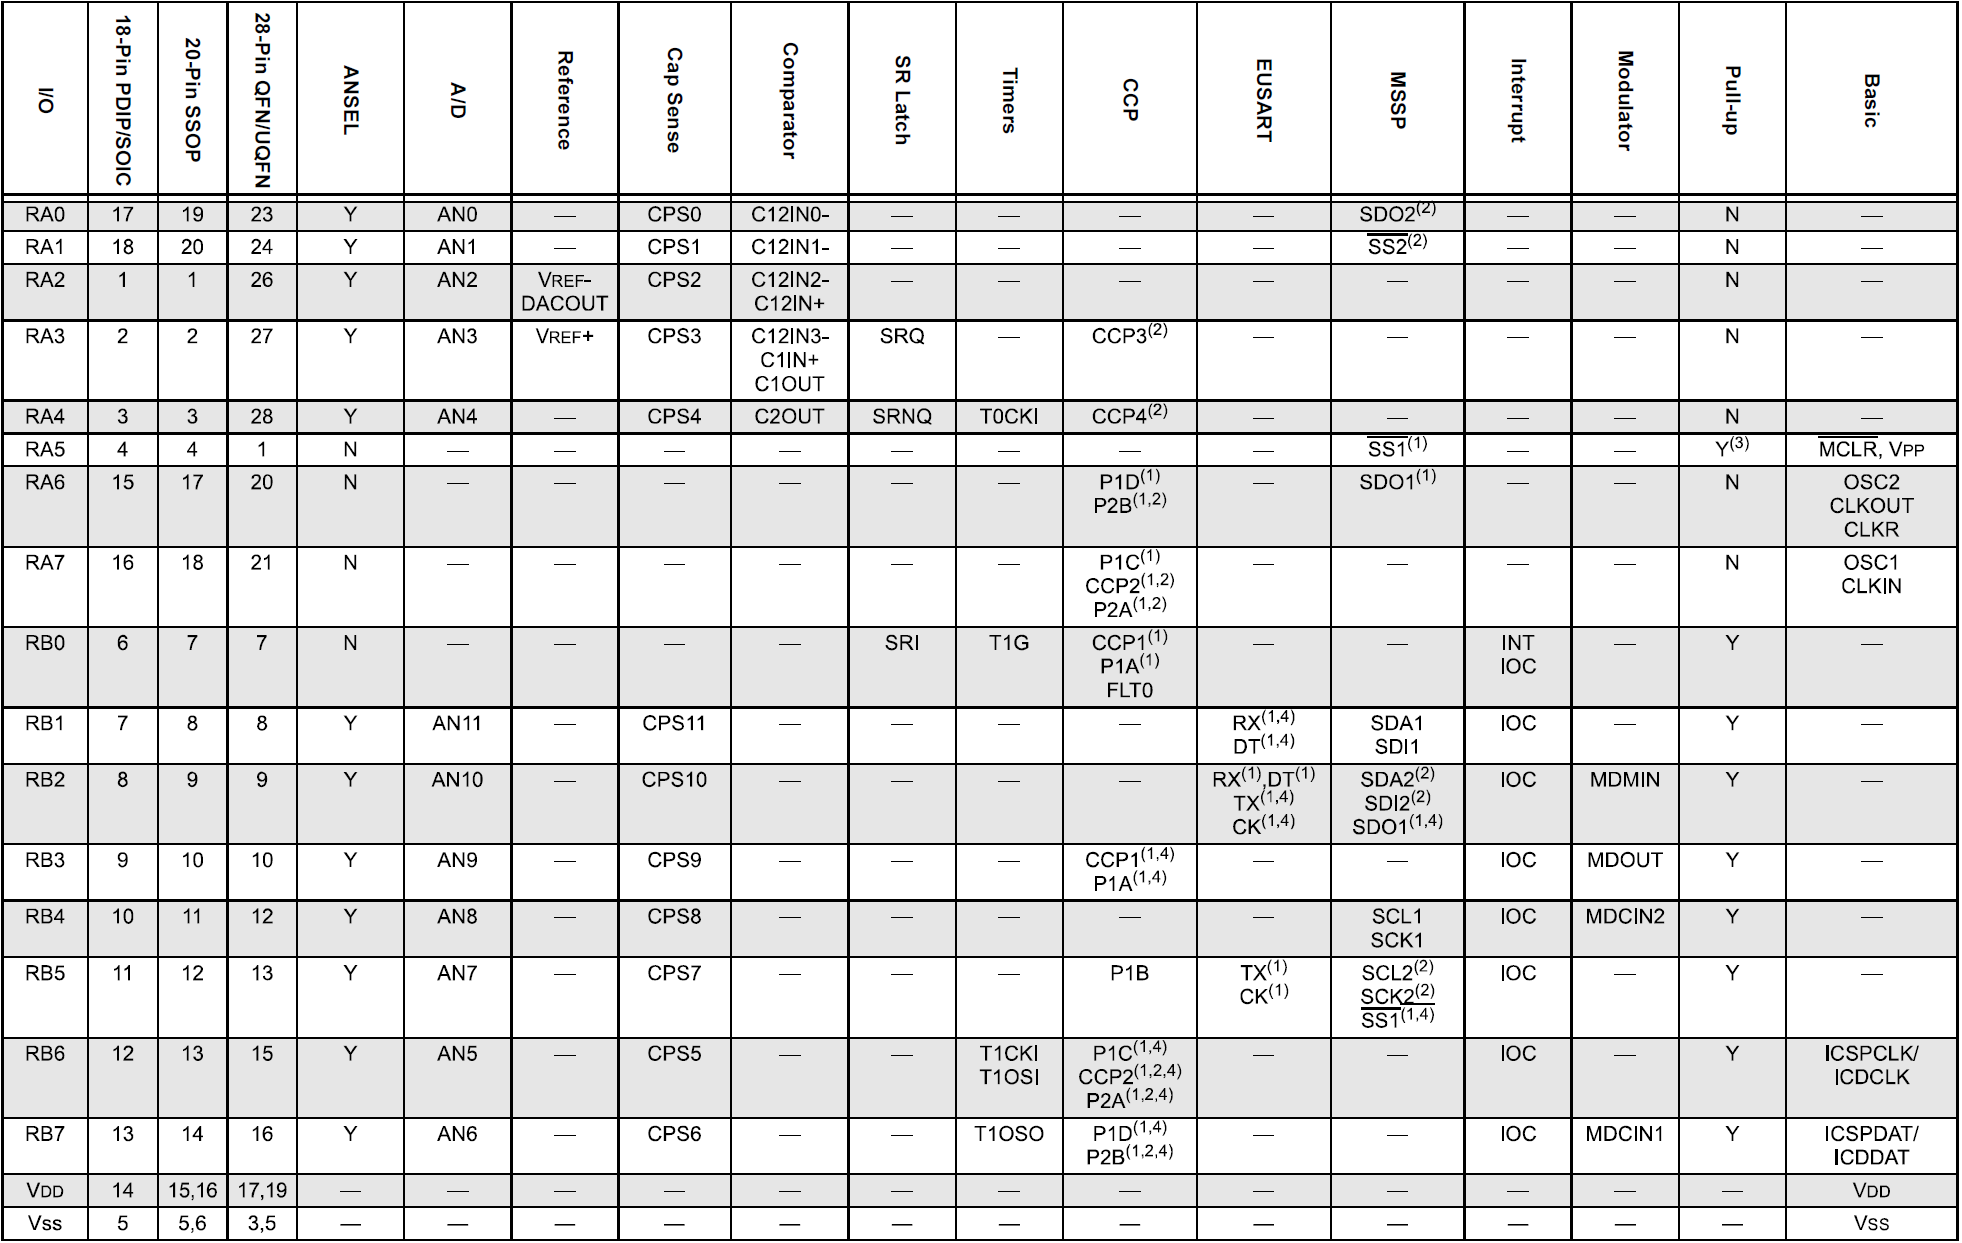 I/O 18-Pin PDIP/SOIC 20-Pin SSOP 28-Pin QFN/UQFN ANSEL A/D Reference Cap Sense Comparator SR Latch Timers CCP EUSART MSSP Interrupt Modulator Pull-up Basic
RA0 17 19 23 Y AN0 — CPS0 C12IN0- — — — — SDO2(2) — — N —
RA1 18 20 24 Y AN1 — CPS1 C12IN1- — — — — SS2(2) — — N —
RA2 1 1 26 Y AN2 VREF- CPS2 C12IN2- — — — — — — — N —
DACOUT C12IN+
RA3 2 2 27 Y AN3 VREF+ CPS3 C12IN3- SRQ — CCP3(2) — — — — N —
C1IN+
C1OUT
RA4 3 3 28 Y AN4 — CPS4 C2OUT SRNQ T0CKI CCP4(2) — — — — N —
RA5 4 4 1 N — — — — — — — — SS1(1) — — Y(3) MCLR, VPP
RA6 15 17 20 N — — — — — — P1D(1) — SDO1(1) — — N OSC2
P2B(1,2) CLKOUT
CLKR
RA7 16 18 21 N — — — — — — P1C(1) — — — — N OSC1
CCP2(1,2) CLKIN
P2A(1,2)
RB0 6 7 7 N — — — — SRI T1G CCP1(1) — — INT — Y —
P1A(1) IOC
FLT0
RB1 7 8 8 Y AN11 — CPS11 — — — — RX(1,4) SDA1 IOC — Y —
DT(1,4) SDI1
RB2 8 9 9 Y AN10 — CPS10 — — — — RX(1),DT(1) SDA2(2) IOC MDMIN Y —
TX(1,4) SDI2(2)
CK(1,4) SDO1(1,4)
RB3 9 10 10 Y AN9 — CPS9 — — — CCP1(1,4) — — IOC MDOUT Y —
P1A(1,4)
RB4 10 11 12 Y AN8 — CPS8 — — — — — SCL1 IOC MDCIN2 Y —
SCK1
RB5 11 12 13 Y AN7 — CPS7 — — — P1B TX(1) SCL2(2) IOC — Y —
CK(1) SCK2(2)
SS1(1,4)
RB6 12 13 15 Y AN5 — CPS5 — — T1CKI P1C(1,4) — — IOC — Y ICSPCLK/
T1OSI CCP2(1,2,4) ICDCLK
P2A(1,2,4)
RB7 13 14 16 Y AN6 — CPS6 — — T1OSO P1D(1,4) — — IOC MDCIN1 Y ICSPDAT/
P2B(1,2,4) ICDDAT
VDD 14 15,16 17,19 — — — — — — — — — — — — — VDD
Vss 5 5,6 3,5 — — — — — — — — — — — — — Vss